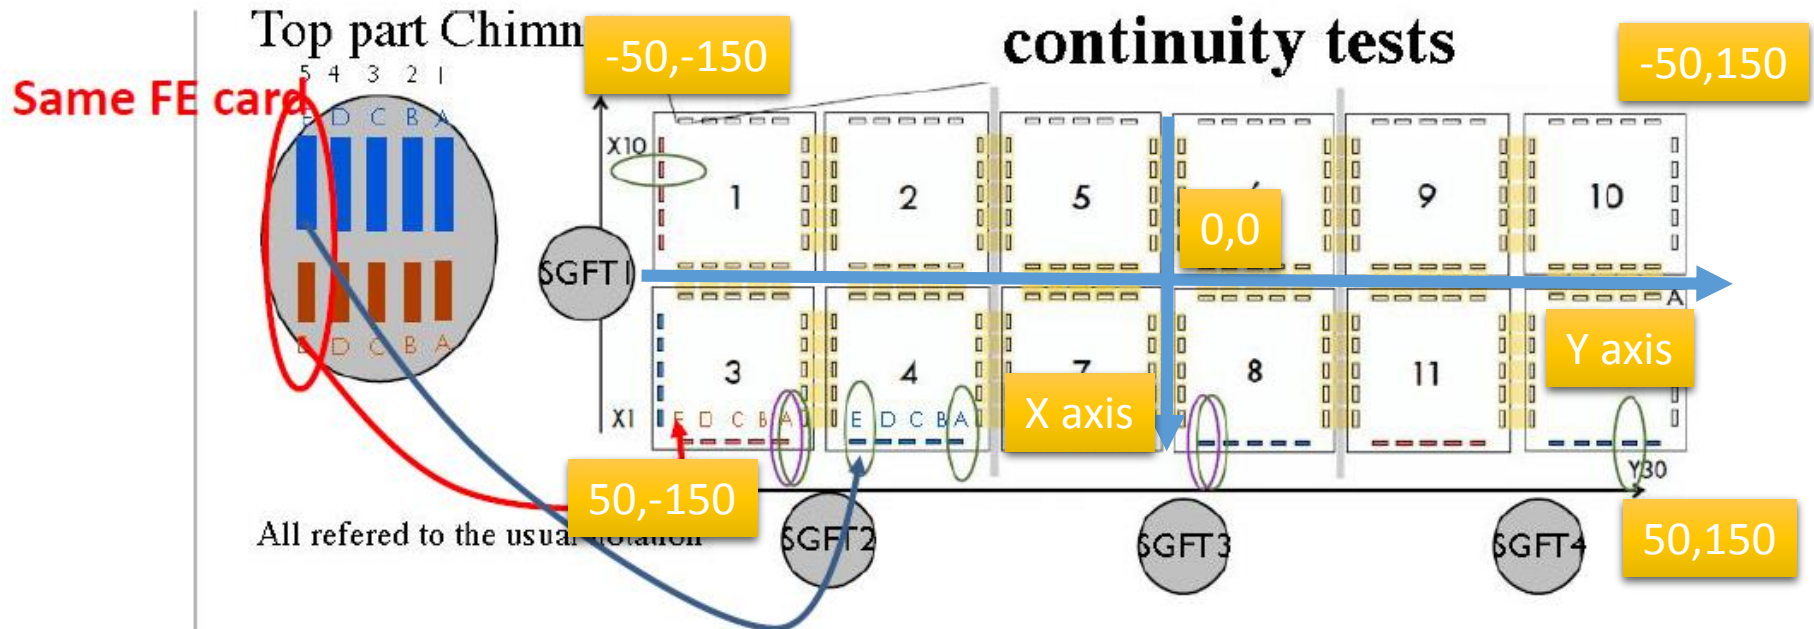 Top part Chimn
continuity tests
-50,-150
-50,150
5 4 3 2 1
Same FE card
E D C B A
X10
1 2 5 9 10
0,0
SGFT1
A
E D C B A
Y axis
3 4 7 8 11
X axis
X1
E D C B A
E D C B A
Y30
50,-150
50,150
All refered to the usual notation
SGFT2
SGFT3
SGFT4